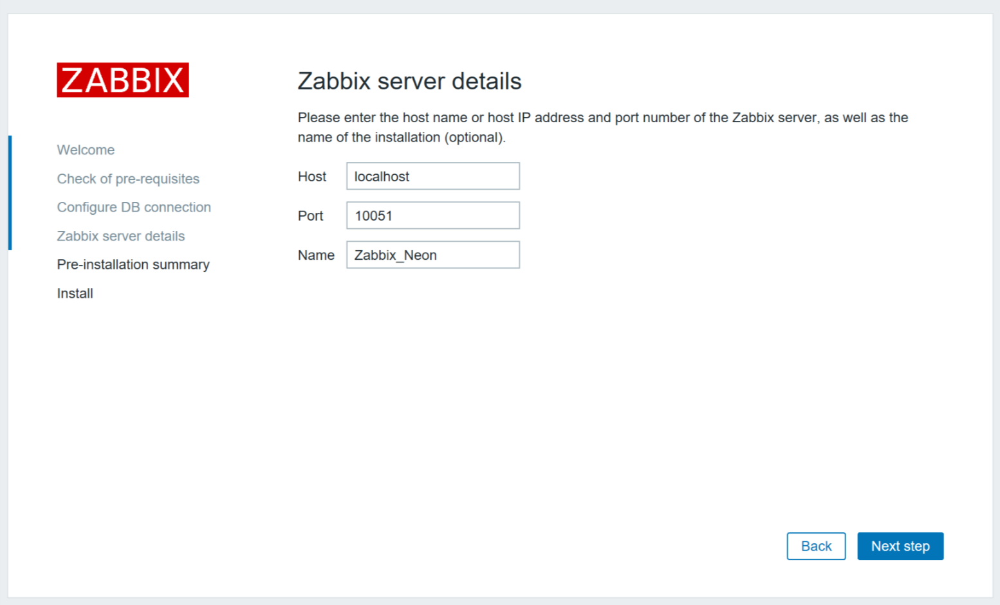 ZABBIX
Welcome
Check of pre-requisites
Configure DB connection
Zabbix server details
Pre-installation summary
Install
Zabbix server details
Please enter the host name or host IP address and port number of the Zabbix server, as well as the
name of the installation (optional).
Host localhost
Port 10051
Name Zabbix_Neon
Back Next step